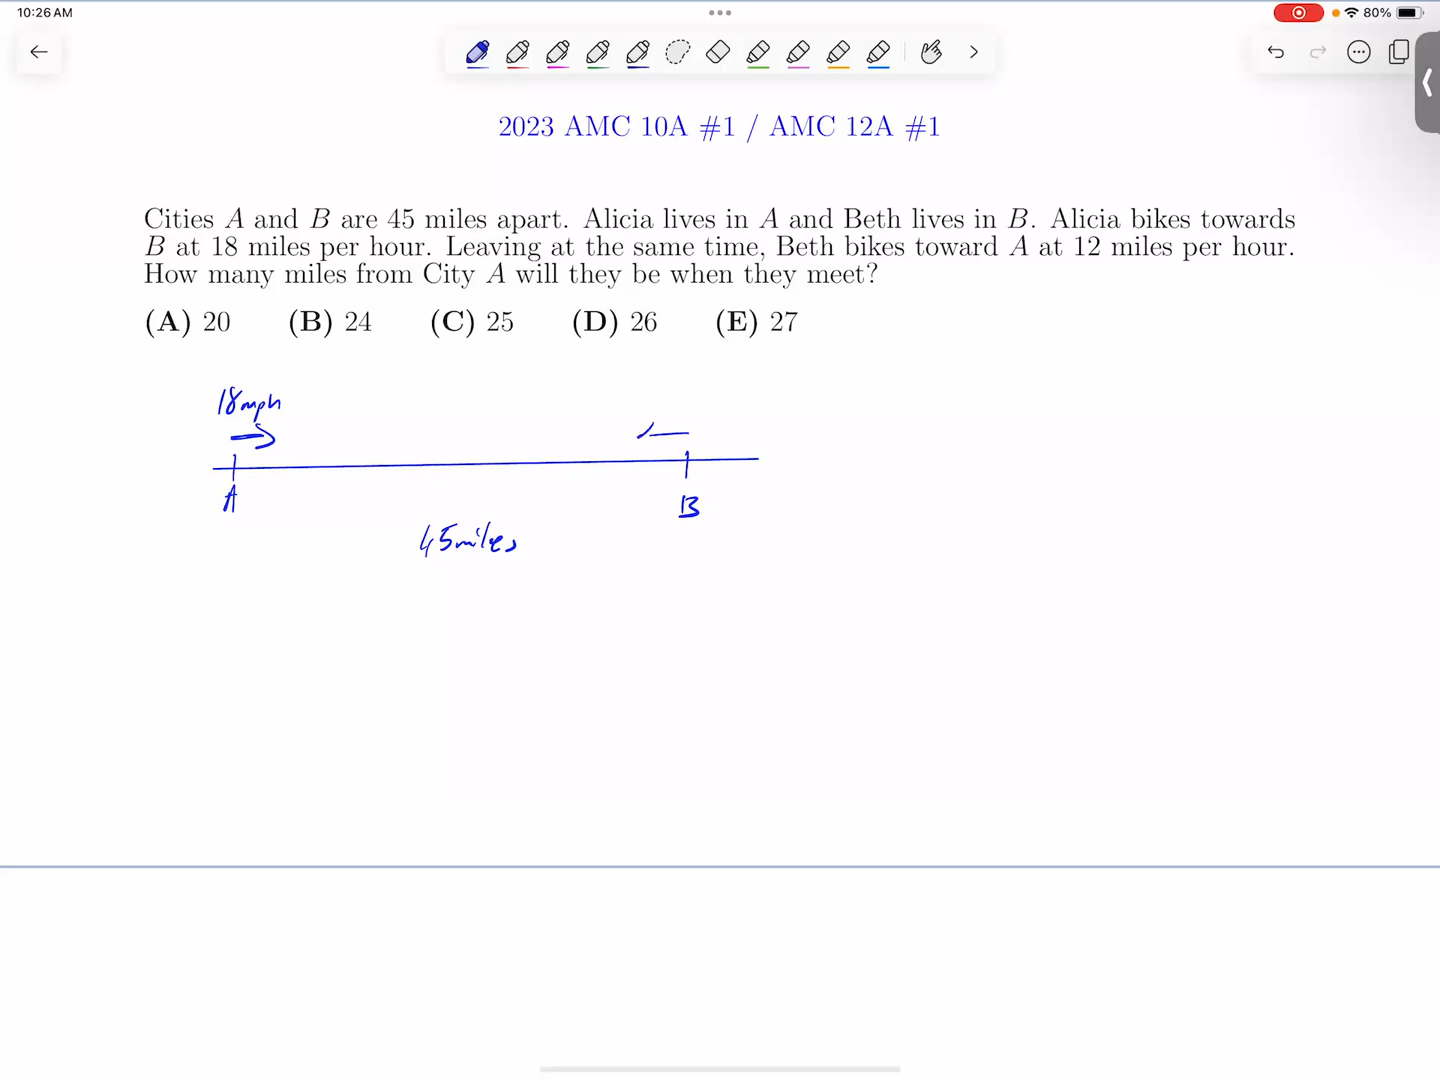 10:26 AM
80%
2023 AMC 10A #1 / AMC 12A #1
Cities A and B are 45 miles apart. Alicia lives in A and Beth lives in B. Alicia bikes towards
B at 18 miles per hour. Leaving at the same time, Beth bikes toward A at 12 miles per hour.
How many miles from City A will they be when they meet?
(A) 20 (B) 24 (C) 25 (D) 26 (E) 27
18mph
A
B
45miles